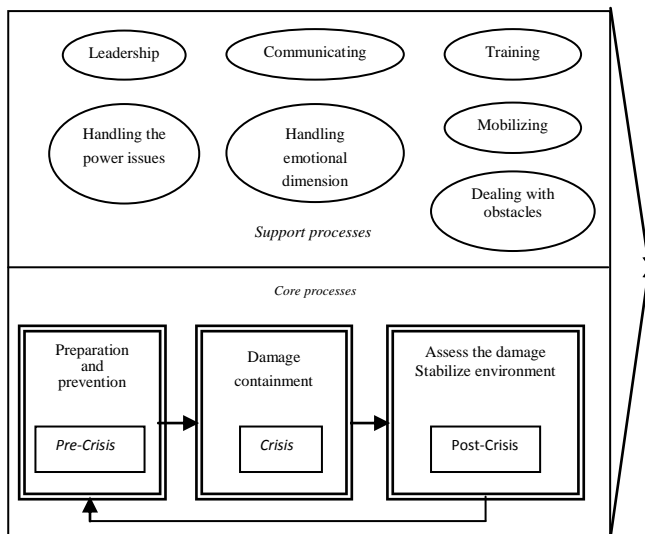 Leadership
Communicating
Training
Handling the
power issues
Handling
emotional
dimension
Mobilizing
Dealing with
obstacles
Support processes
Core processes
Preparation
and
prevention
Pre-Crisis
Damage
containment
Crisis
Assess the damage
Stabilize environment
Post-Crisis